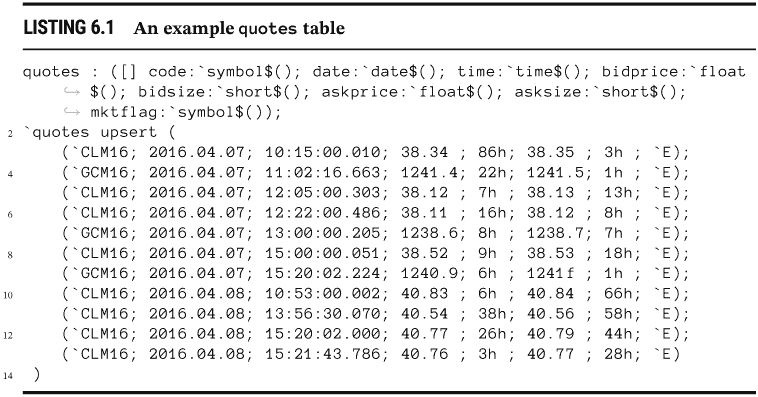 LISTING 6.1 An example quotes table
quotes : ([] code:`symbol$(); date:`date$(); time:`time$(); bidprice:`float
↪ $(); bidsize:`short$(); askprice:`float$(); asksize:`short$();
↪ mktflag:`symbol$());
2 `quotes upsert (
(`CLM16; 2016.04.07; 10:15:00.010; 38.34 ; 86h; 38.35 ; 3h ; `E);
4 (`GCM16; 2016.04.07; 11:02:16.663; 1241.4; 22h; 1241.5; 1h ; `E);
(`CLM16; 2016.04.07; 12:05:00.303; 38.12 ; 7h ; 38.13 ; 13h; `E);
6 (`CLM16; 2016.04.07; 12:22:00.486; 38.11 ; 16h; 38.12 ; 8h ; `E);
(`GCM16; 2016.04.07; 13:00:00.205; 1238.6; 8h ; 1238.7; 7h ; `E);
8 (`CLM16; 2016.04.07; 15:00:00.051; 38.52 ; 9h ; 38.53 ; 18h; `E);
(`GCM16; 2016.04.07; 15:20:02.224; 1240.9; 6h ; 1241f ; 1h ; `E);
10 (`CLM16; 2016.04.08; 10:53:00.002; 40.83 ; 6h ; 40.84 ; 66h; `E);
(`CLM16; 2016.04.08; 13:56:30.070; 40.54 ; 38h; 40.56 ; 58h; `E);
12 (`CLM16; 2016.04.08; 15:20:02.000; 40.77 ; 26h; 40.79 ; 44h; `E);
(`CLM16; 2016.04.08; 15:21:43.786; 40.76 ; 3h ; 40.77 ; 28h; `E)
14 )